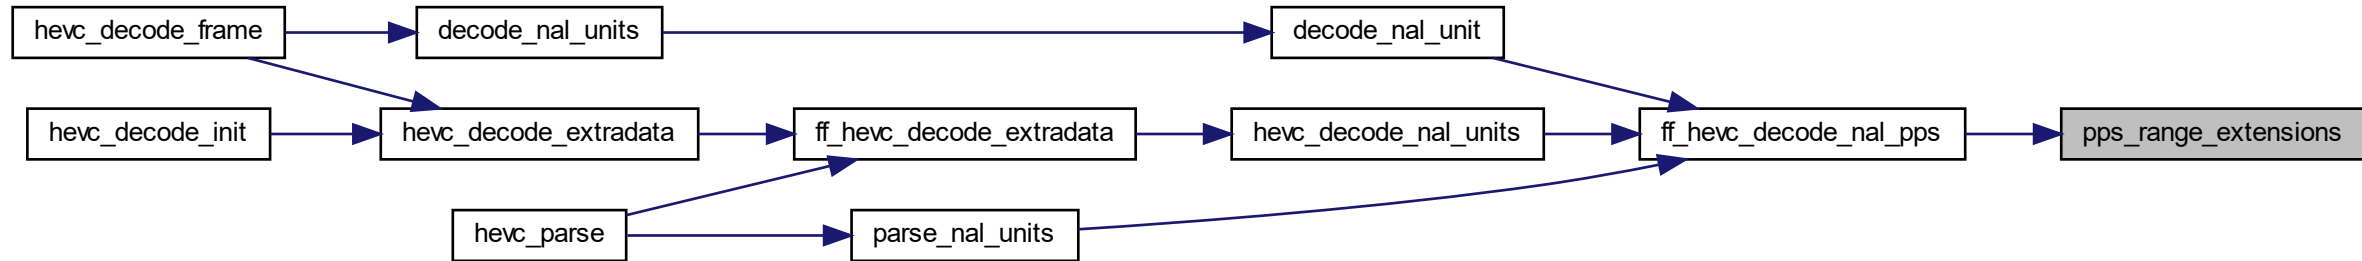 hevc_decode_frame
decode_nal_units
decode_nal_unit
hevc_decode_init
hevc_decode_extradata
ff_hevc_decode_extradata
hevc_decode_nal_units
ff_hevc_decode_nal_pps
pps_range_extensions
hevc_parse
parse_nal_units